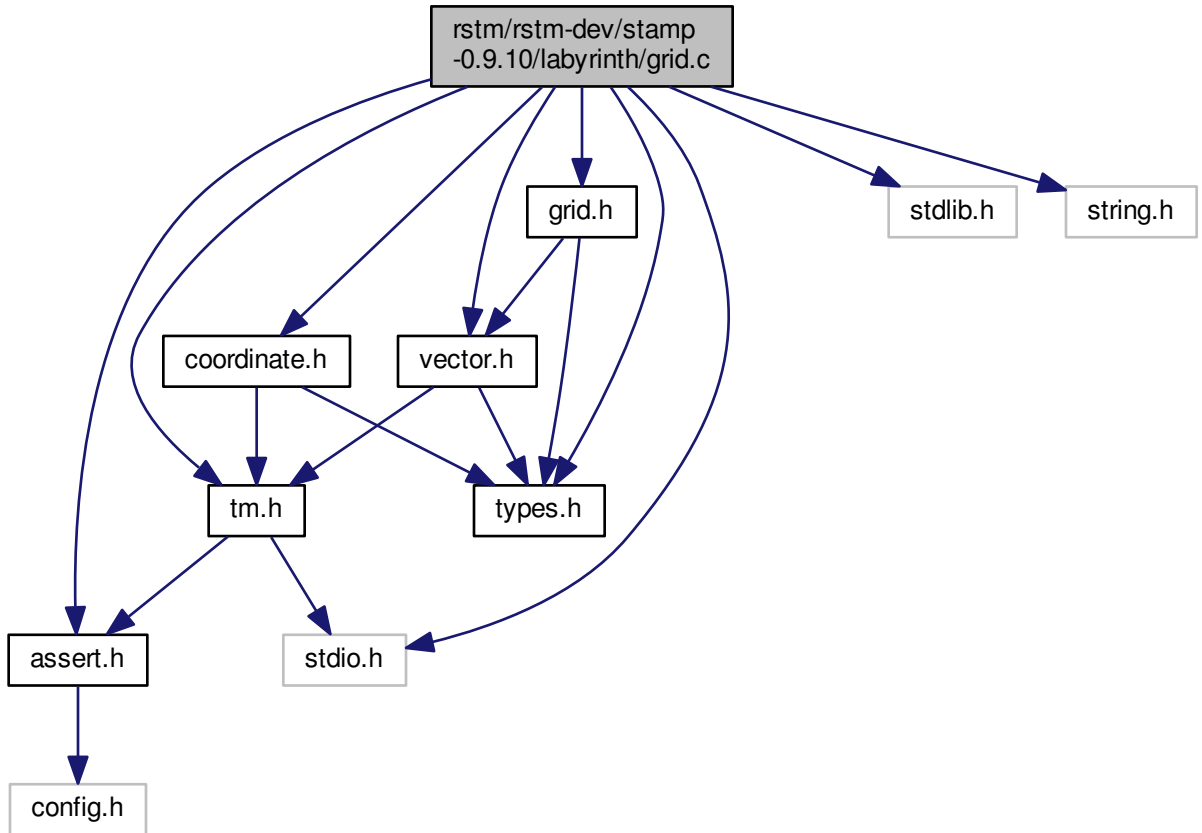 rstm/rstm-dev/stamp
-0.9.10/labyrinth/grid.c
grid.h
stdlib.h
string.h
coordinate.h
vector.h
tm.h
types.h
assert.h
stdio.h
config.h